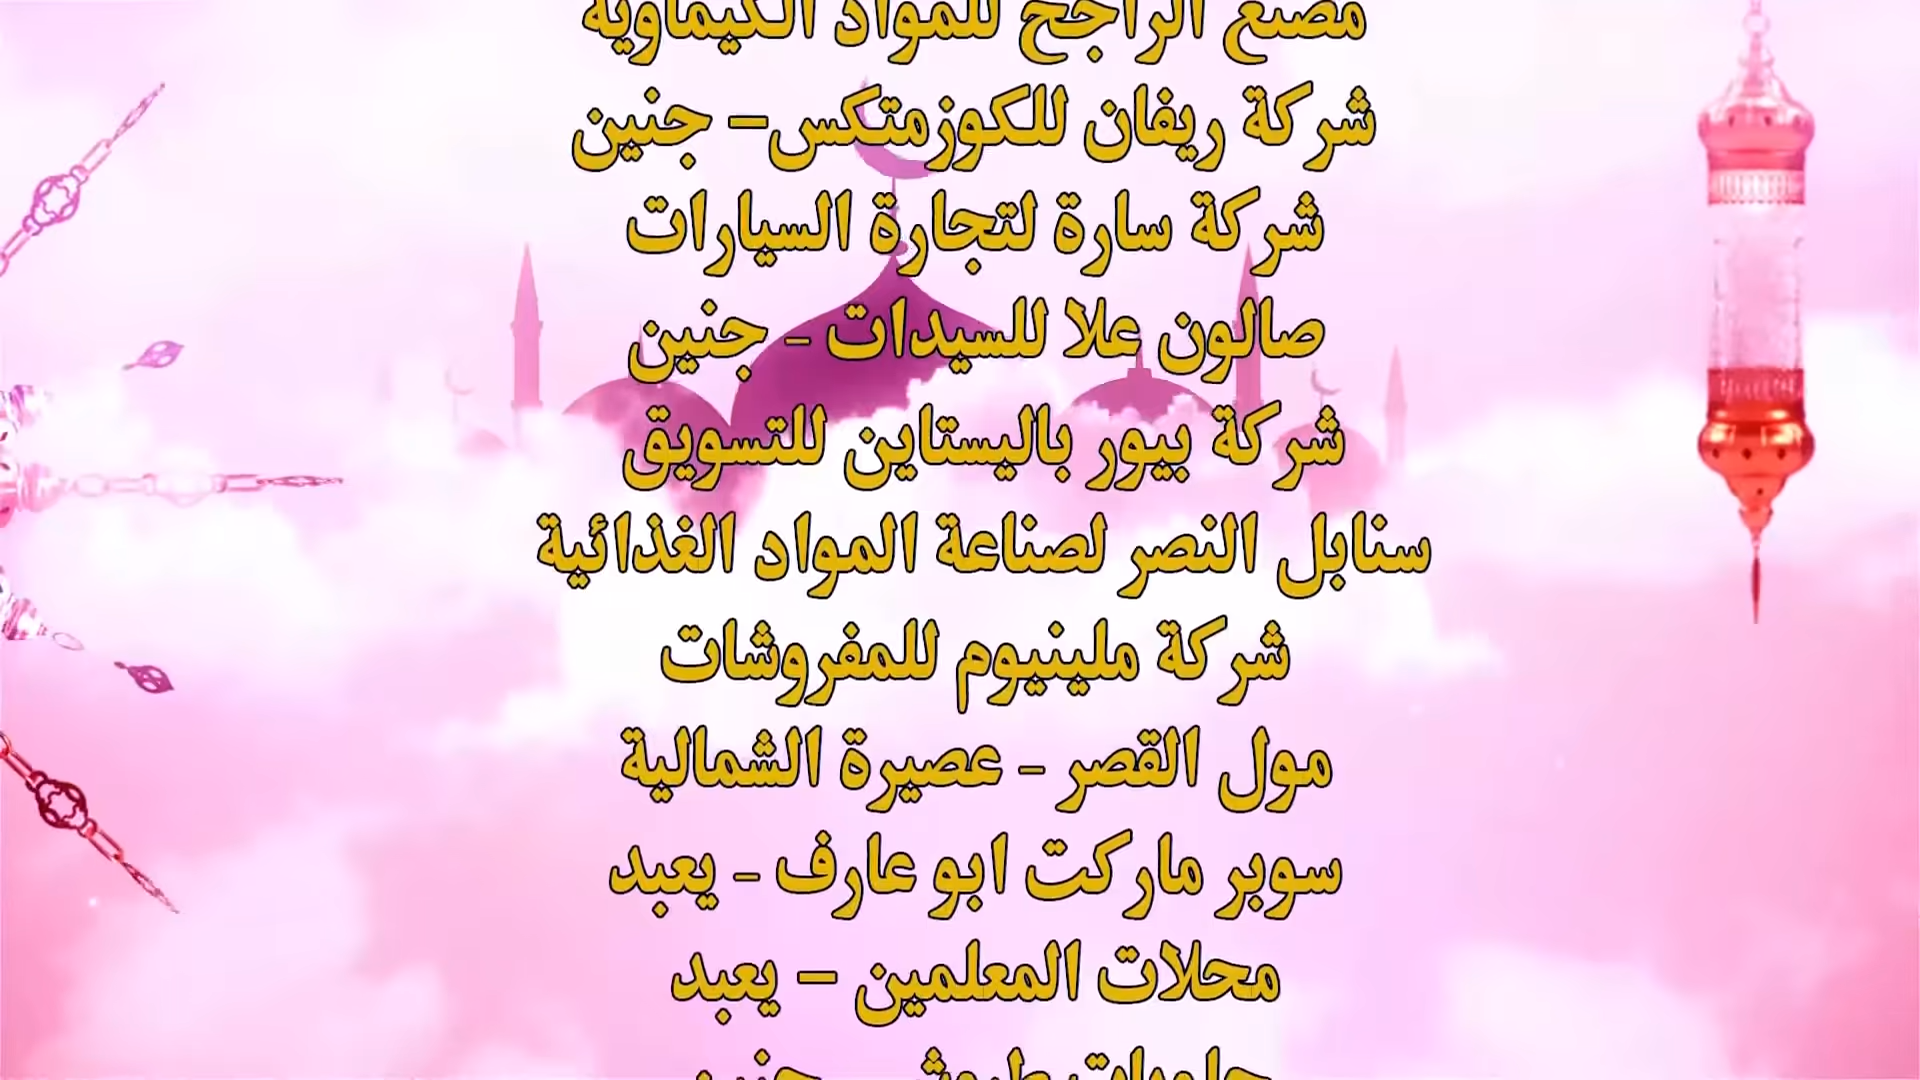 مصنع الراجح للمواد الكيماوية
شركة ريفان للكوزمتكس– جنين
شركة سارة لتجارة السيارات
صالون علا للسيدات - جنين
شركة بيور باليستاين للتسويق
سنابل النصر لصناعة المواد الغذائية
شركة ملينيوم للمفروشات
مول القصر - عصيرة الشمالية
سوبر ماركت ابو عارف - يعبد
محلات المعلمين – يعبد